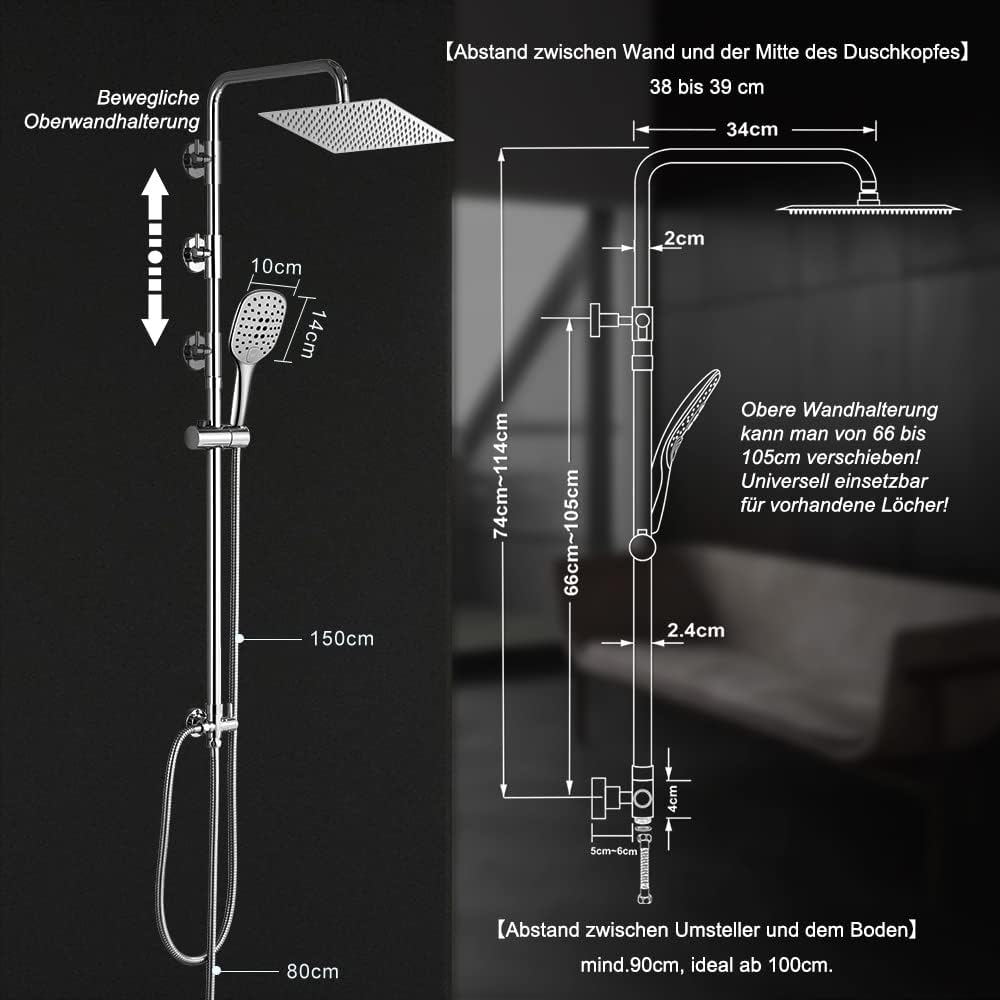 Bewegliche
Oberwandhalterung
10cm
14cm
150cm
80cm
【Abstand zwischen Wand und der Mitte des Duschkopfes】
38 bis 39 cm
34cm
2cm
74cm~114cm
66cm~105cm
Obere Wandhalterung
kann man von 66 bis
105cm verschieben!
Universell einsetzbar
für vorhandene Löcher!
2.4cm
4cm
5cm~6cm
【Abstand zwischen Umsteller und dem Boden】
mind.90cm, ideal ab 100cm.